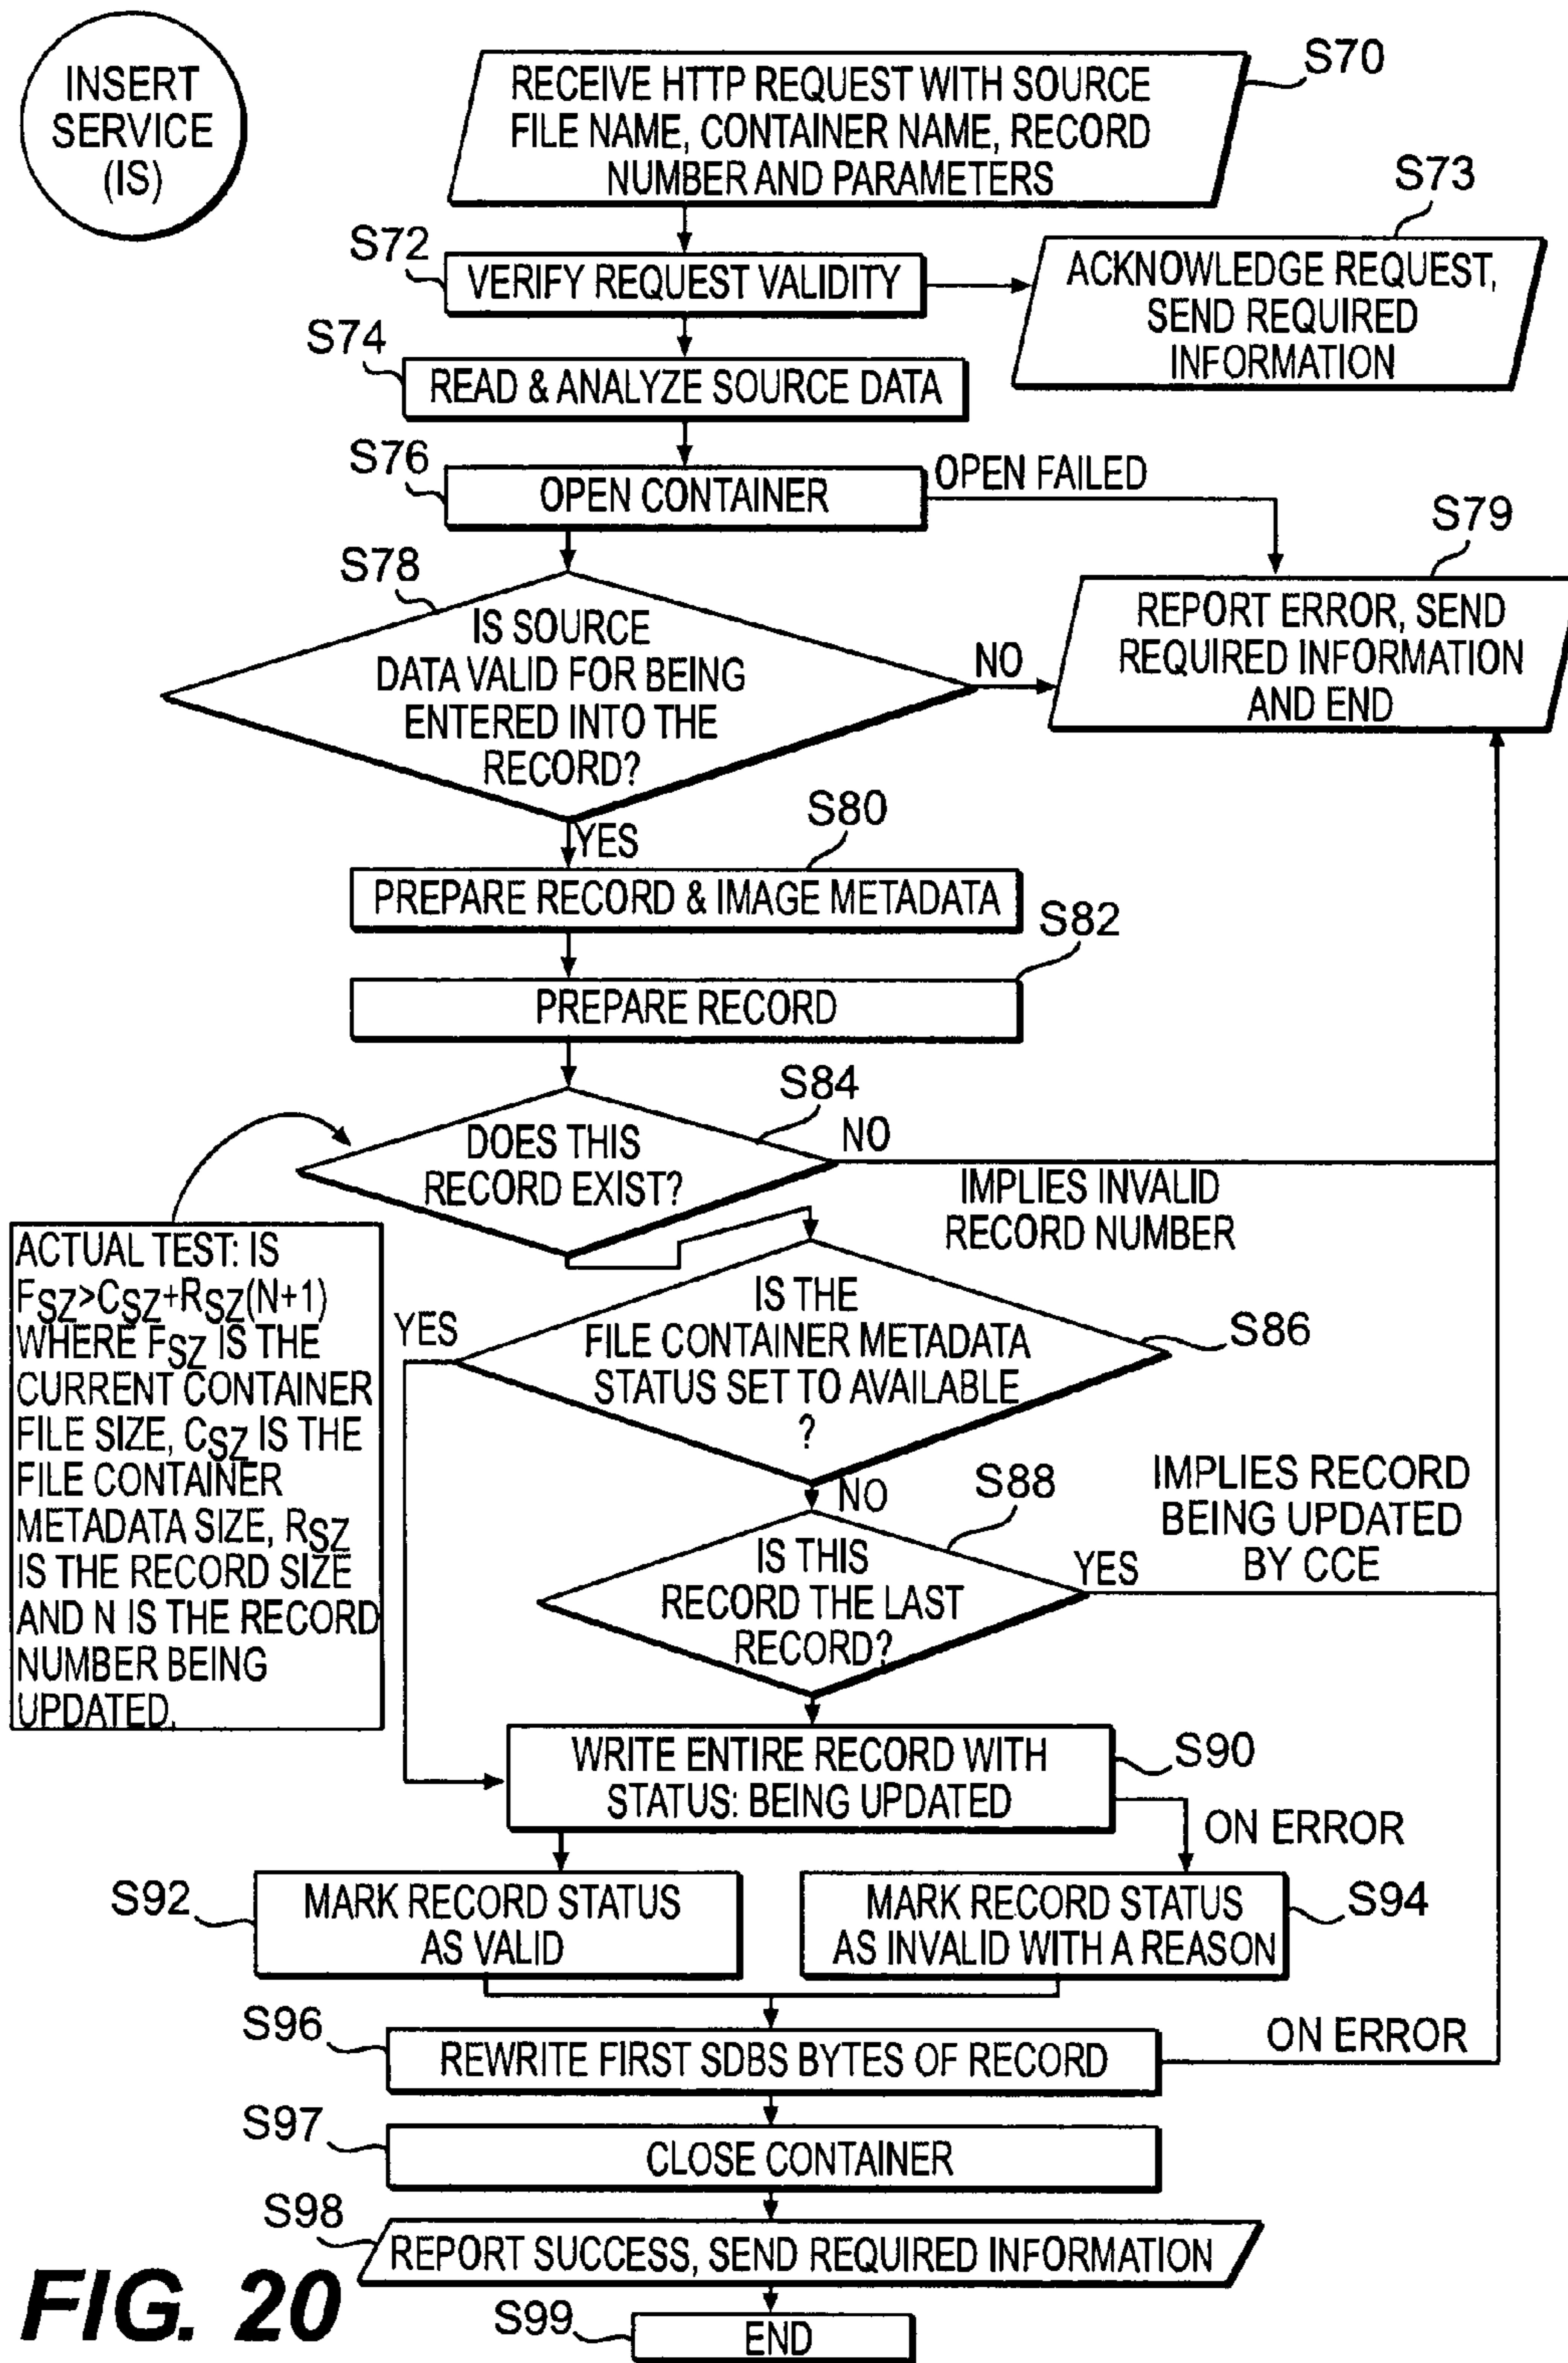 INSERT
SERVICE
(IS)
RECEIVE HTTP REQUEST WITH SOURCE
FILE NAME, CONTAINER NAME, RECORD
NUMBER AND PARAMETERS
S70
S72
VERIFY REQUEST VALIDITY
S73
ACKNOWLEDGE REQUEST,
SEND REQUIRED
INFORMATION
S74
READ & ANALYZE SOURCE DATA
S76
OPEN CONTAINER
OPEN FAILED
S78
IS SOURCE
DATA VALID FOR BEING
ENTERED INTO THE
RECORD?
NO
S79
REPORT ERROR, SEND
REQUIRED INFORMATION
AND END
YES
S80
PREPARE RECORD & IMAGE METADATA
S82
PREPARE RECORD
S84
DOES THIS
RECORD EXIST?
NO
IMPLIES INVALID
RECORD NUMBER
ACTUAL TEST: IS
FSZ>CSZ+RSZ(N+1)
WHERE FSZ IS THE
CURRENT CONTAINER
FILE SIZE, CSZ IS THE
FILE CONTAINER
METADATA SIZE, RSZ
IS THE RECORD SIZE
AND N IS THE RECORD
NUMBER BEING
UPDATED.
YES
IS THE
FILE CONTAINER METADATA
STATUS SET TO AVAILABLE
?
S86
NO
S88
IS THIS
RECORD THE LAST
RECORD?
YES
IMPLIES RECORD
BEING UPDATED
BY CCE
WRITE ENTIRE RECORD WITH
STATUS: BEING UPDATED
S90
ON ERROR
S92
MARK RECORD STATUS
AS VALID
MARK RECORD STATUS
AS INVALID WITH A REASON
S94
S96
REWRITE FIRST SDBS BYTES OF RECORD
ON ERROR
S97
CLOSE CONTAINER
S98
REPORT SUCCESS, SEND REQUIRED INFORMATION
S99
END
FIG. 20